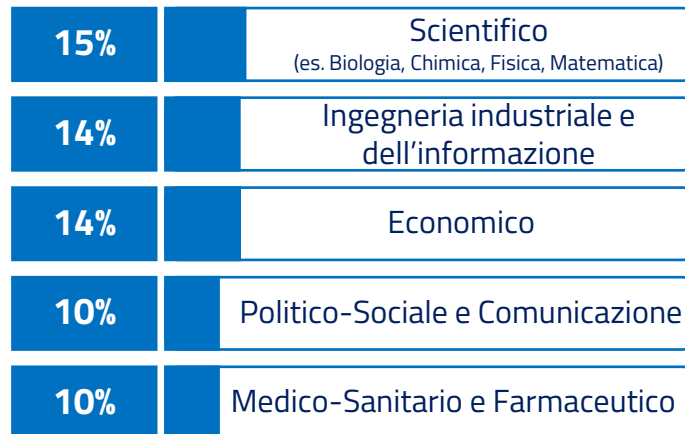 15%
Scientifico
(es. Biologia, Chimica, Fisica, Matematica)
14%
Ingegneria industriale e
dell’informazione
14%
Economico
10%
Politico-Sociale e Comunicazione
10%
Medico-Sanitario e Farmaceutico